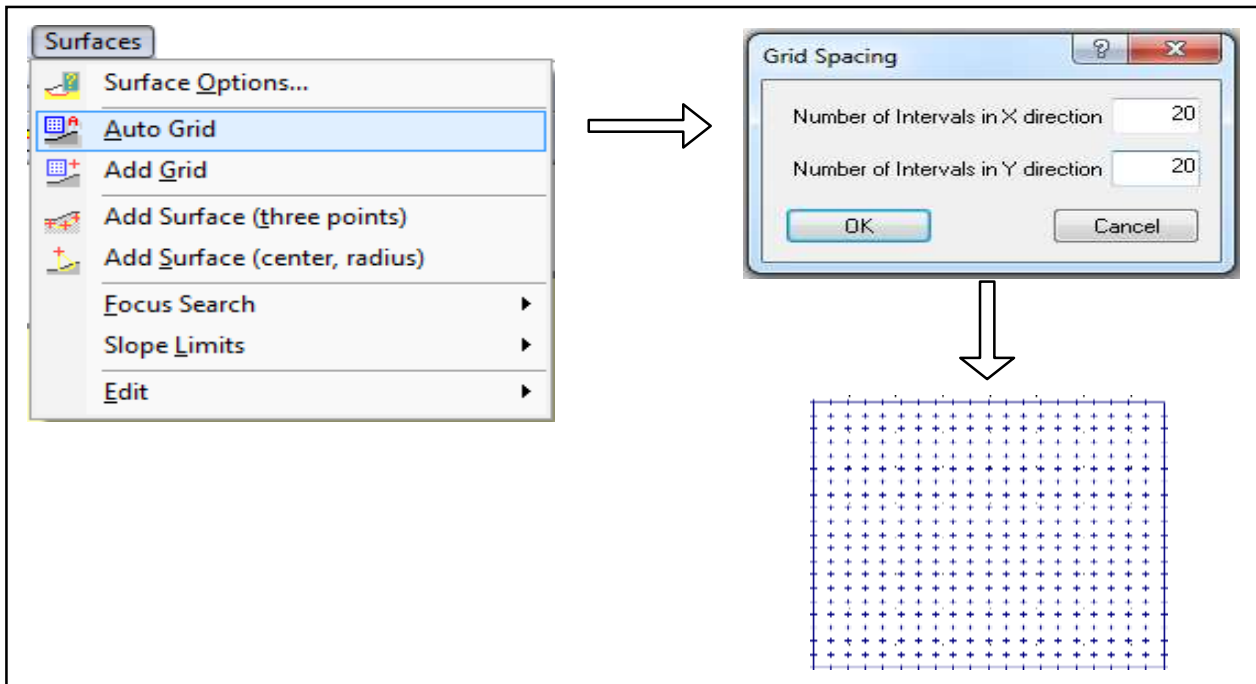 Surfaces
Surface Options...
Auto Grid
Add Grid
Add Surface (three points)
Add Surface (center, radius)
Focus Search
Slope Limits
Edit
Grid Spacing
Number of Intervals in X direction 20
Number of Intervals in Y direction 20
OK Cancel